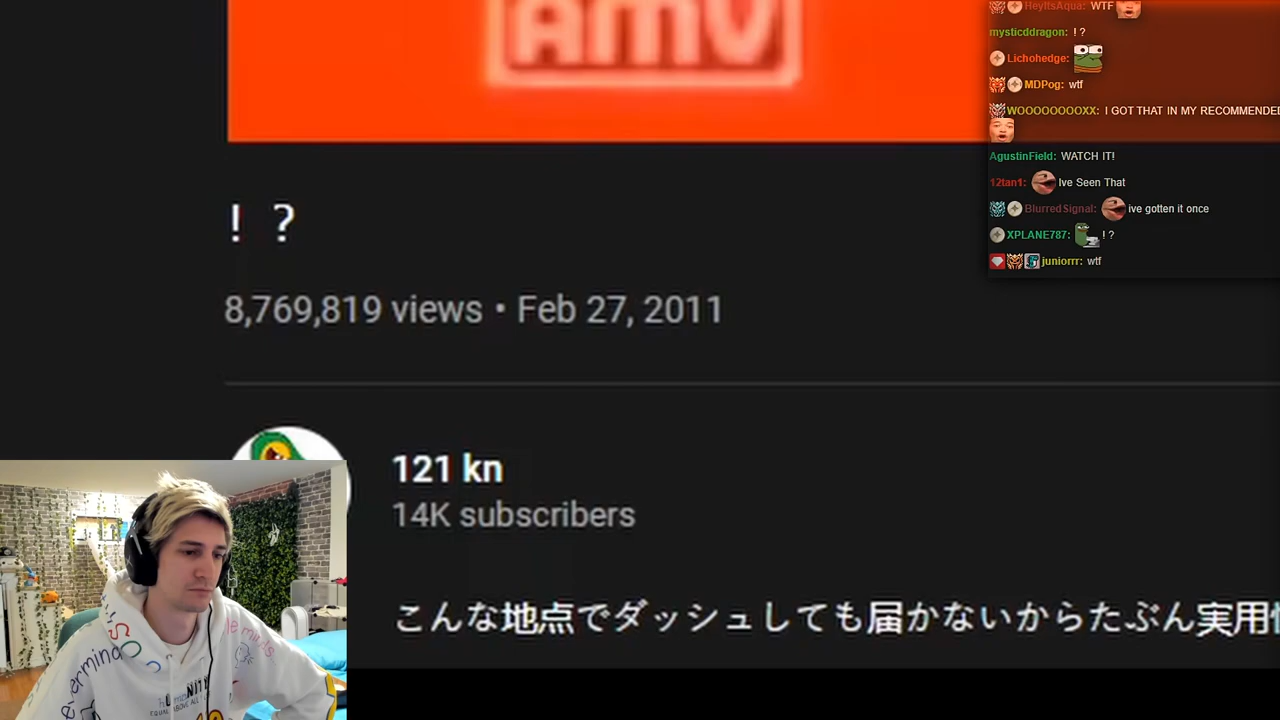 AMV
HeyItsAqua: WTF
mysticddragon: ! ?
Lichohedge:
MDPog: wtf
WOOOOOOOOXX: I GOT THAT IN MY RECOMMENDED
AgustinField: WATCH IT!
12tan1: Ive Seen That
BlurredSignal: ive gotten it once
XPLANE787: ! ?
juniorrr: wtf
! ?
8,769,819 views • Feb 27, 2011
121 kn
14K subscribers
こんな地点でダッシュしても届かないからたぶん実用